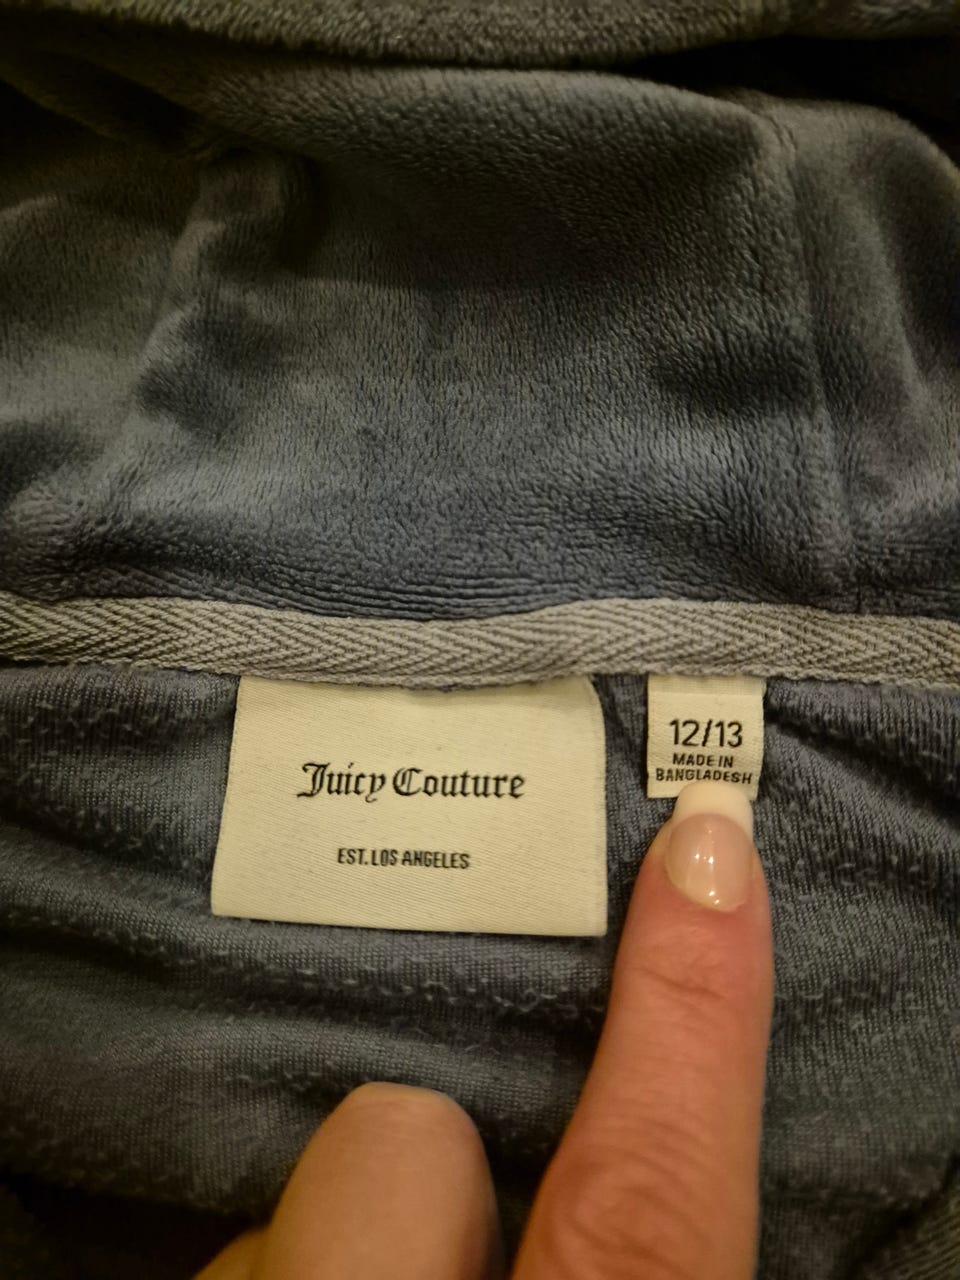 Juicy Couture
EST. LOS ANGELES
12/13
MADE IN
BANGLADESH